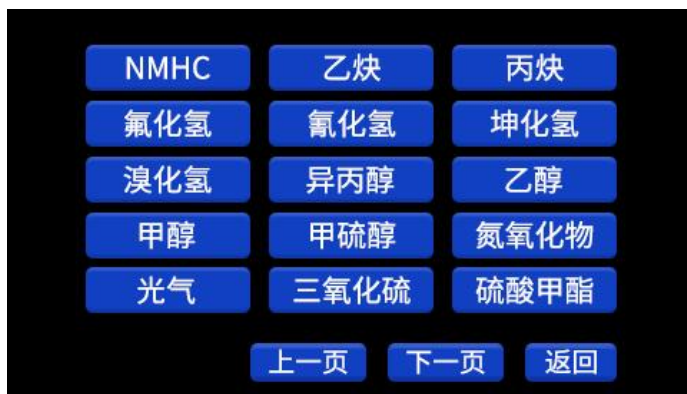 NMHC 乙炔 丙炔
氟化氢 氰化氢 坤化氢
溴化氢 异丙醇 乙醇
甲醇 甲硫醇 氮氧化物
光气 三氧化硫 硫酸甲酯
上一页 下一页 返回